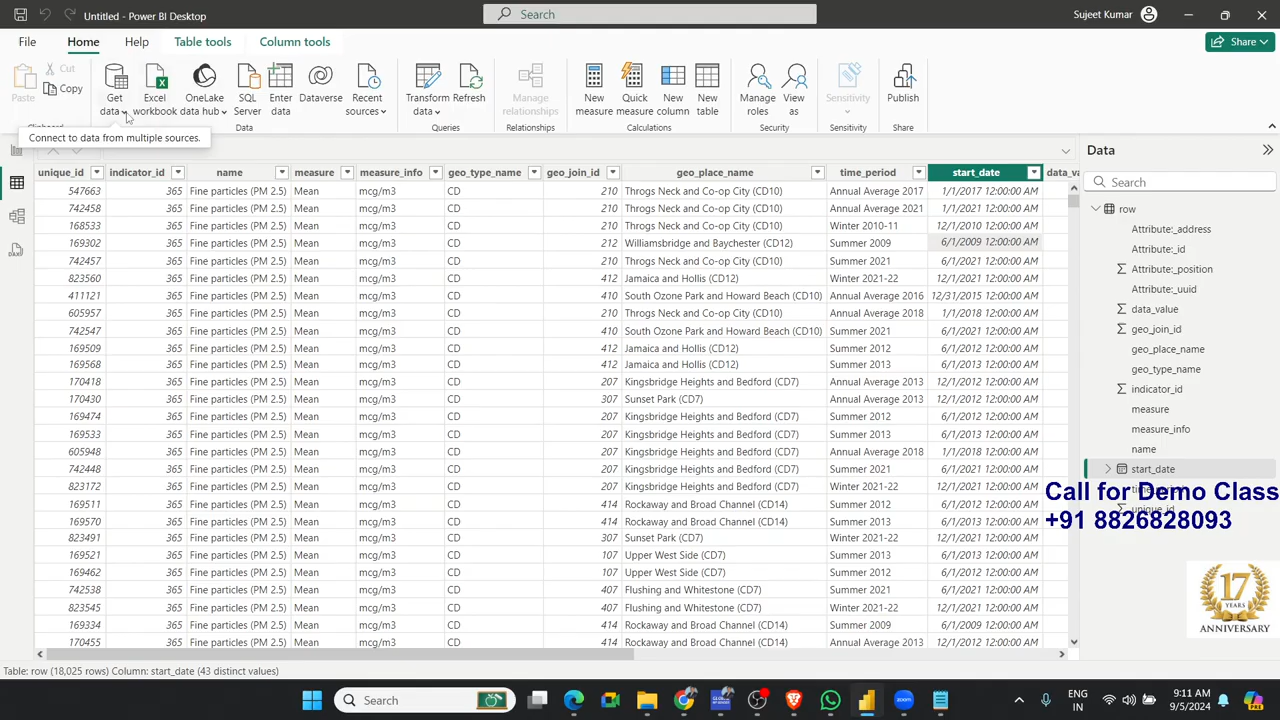 Untitled - Power BI Desktop
Search
Sujeet Kumar
File Home Help Table tools Column tools
Share
Paste
Cut
Copy
Get data
Excel workbook
OneLake data hub
SQL Server
Enter data
Dataverse
Recent sources
Transform data
Refresh
Manage relationships
New measure
Quick measure
New column
New table
Manage roles
View as
Sensitivity
Publish
Data Queries Relationships Calculations Security Sensitivity Share
Connect to data from multiple sources.
unique_id indicator_id name measure measure_info geo_type_name geo_join_id geo_place_name time_period start_date data_va
547663 365 Fine particles (PM 2.5) Mean mcg/m3 CD 210 Throgs Neck and Co-op City (CD10) Annual Average 2017 1/1/2017 12:00:00 AM
742458 365 Fine particles (PM 2.5) Mean mcg/m3 CD 210 Throgs Neck and Co-op City (CD10) Annual Average 2021 1/1/2021 12:00:00 AM
168533 365 Fine particles (PM 2.5) Mean mcg/m3 CD 210 Throgs Neck and Co-op City (CD10) Winter 2010-11 12/1/2010 12:00:00 AM
169302 365 Fine particles (PM 2.5) Mean mcg/m3 CD 212 Williamsbridge and Baychester (CD12) Summer 2009 6/1/2009 12:00:00 AM
742457 365 Fine particles (PM 2.5) Mean mcg/m3 CD 210 Throgs Neck and Co-op City (CD10) Summer 2021 6/1/2021 12:00:00 AM
823560 365 Fine particles (PM 2.5) Mean mcg/m3 CD 412 Jamaica and Hollis (CD12) Winter 2021-22 12/1/2021 12:00:00 AM
411121 365 Fine particles (PM 2.5) Mean mcg/m3 CD 410 South Ozone Park and Howard Beach (CD10) Annual Average 2016 12/31/2015 12:00:00 AM
605957 365 Fine particles (PM 2.5) Mean mcg/m3 CD 210 Throgs Neck and Co-op City (CD10) Annual Average 2018 1/1/2018 12:00:00 AM
742547 365 Fine particles (PM 2.5) Mean mcg/m3 CD 410 South Ozone Park and Howard Beach (CD10) Summer 2021 6/1/2021 12:00:00 AM
169509 365 Fine particles (PM 2.5) Mean mcg/m3 CD 412 Jamaica and Hollis (CD12) Summer 2012 6/1/2012 12:00:00 AM
169568 365 Fine particles (PM 2.5) Mean mcg/m3 CD 412 Jamaica and Hollis (CD12) Summer 2013 6/1/2013 12:00:00 AM
170418 365 Fine particles (PM 2.5) Mean mcg/m3 CD 207 Kingsbridge Heights and Bedford (CD7) Annual Average 2013 12/1/2012 12:00:00 AM
170430 365 Fine particles (PM 2.5) Mean mcg/m3 CD 307 Sunset Park (CD7) Annual Average 2013 12/1/2012 12:00:00 AM
169474 365 Fine particles (PM 2.5) Mean mcg/m3 CD 207 Kingsbridge Heights and Bedford (CD7) Summer 2012 6/1/2012 12:00:00 AM
169533 365 Fine particles (PM 2.5) Mean mcg/m3 CD 207 Kingsbridge Heights and Bedford (CD7) Summer 2013 6/1/2013 12:00:00 AM
605948 365 Fine particles (PM 2.5) Mean mcg/m3 CD 207 Kingsbridge Heights and Bedford (CD7) Annual Average 2018 1/1/2018 12:00:00 AM
742448 365 Fine particles (PM 2.5) Mean mcg/m3 CD 207 Kingsbridge Heights and Bedford (CD7) Summer 2021 6/1/2021 12:00:00 AM
823172 365 Fine particles (PM 2.5) Mean mcg/m3 CD 207 Kingsbridge Heights and Bedford (CD7) Winter 2021-22 12/1/2021 12:00:00 AM
169511 365 Fine particles (PM 2.5) Mean mcg/m3 CD 414 Rockaway and Broad Channel (CD14) Summer 2012 6/1/2012 12:00:00 AM
169570 365 Fine particles (PM 2.5) Mean mcg/m3 CD 414 Rockaway and Broad Channel (CD14) Summer 2013 6/1/2013 12:00:00 AM
823491 365 Fine particles (PM 2.5) Mean mcg/m3 CD 307 Sunset Park (CD7) Winter 2021-22 12/1/2021 12:00:00 AM
169521 365 Fine particles (PM 2.5) Mean mcg/m3 CD 107 Upper West Side (CD7) Summer 2013 6/1/2013 12:00:00 AM
169462 365 Fine particles (PM 2.5) Mean mcg/m3 CD 107 Upper West Side (CD7) Summer 2012 6/1/2012 12:00:00 AM
742538 365 Fine particles (PM 2.5) Mean mcg/m3 CD 407 Flushing and Whitestone (CD7) Summer 2021 6/1/2021 12:00:00 AM
823545 365 Fine particles (PM 2.5) Mean mcg/m3 CD 407 Flushing and Whitestone (CD7) Winter 2021-22 12/1/2021 12:00:00 AM
169334 365 Fine particles (PM 2.5) Mean mcg/m3 CD 414 Rockaway and Broad Channel (CD14) Summer 2009 6/1/2009 12:00:00 AM
170455 365 Fine particles (PM 2.5) Mean mcg/m3 CD 414 Rockaway and Broad Channel (CD14) Annual Average 2013 12/1/2012 12:00:00 AM
Data
Search
row
Attribute:_address
Attribute:_id
Attribute:_position
Attribute:_uuid
data_value
geo_join_id
geo_place_name
geo_type_name
indicator_id
measure
measure_info
name
start_date
Call for Demo Class
unique_id
+91 8826828093
17
YEARS
ANNIVERSARY
Table: row (18,025 rows) Column: start_date (43 distinct values)
Search
ENG
IN
9:11 AM
9/5/2024